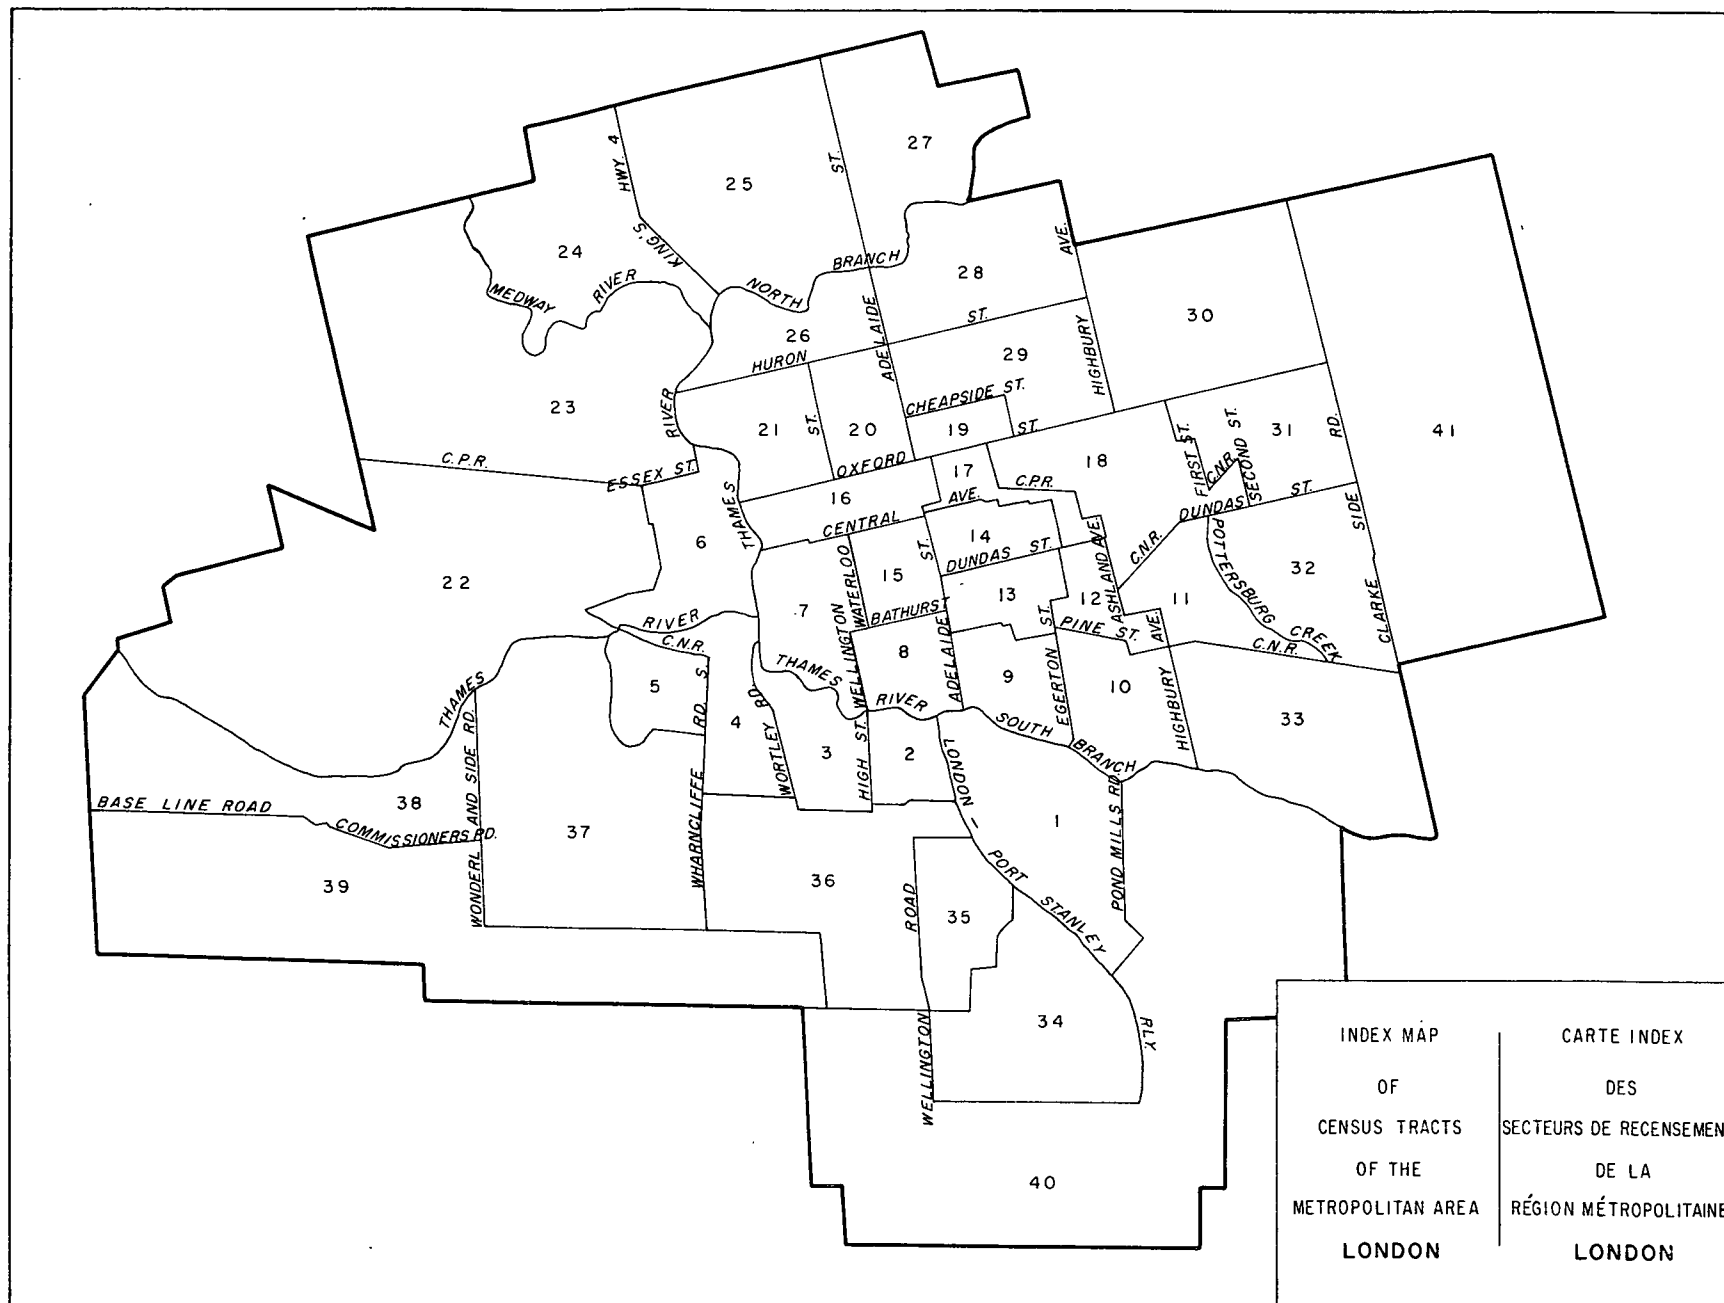 27
HWY. 4
ST.
25
KING'S
24
AVE.
BRANCH
MEDWAY
RIVER
NORTH
28
ST.
30
26
HURON
ADELAIDE
29
HIGHBURY
23
RIVER
CHEAPSIDE ST.
21
ST.
20
19
ST.
FIRST ST.
SECOND ST.
31
RD.
41
C.P.R.
ESSEX ST.
OXFORD
17
C.P.R.
18
C.N.R.
16
AVE.
DUNDAS
ST.
THAMES
CENTRAL
SIDE
6
WATERLOO
ST.
14
DUNDAS ST.
ASHLAND AVE.
C.N.R.
POTTERSBURG
CREEK
32
22
15
13
12
11
7
BATHURST
ST.
PINE ST.
AVE.
CLARKE
RIVER
C.N.R.
WELLINGTON
8
ADELAIDE
9
EGERTON
10
C.N.R.
THAMES
5
THAMES
RIVER
SOUTH
BRANCH
HIGHBURY
33
WONDERLAND SIDE RD.
RD. S.
4
WORTLEY RD.
3
HIGH ST.
2
LONDON -
BASE LINE ROAD
38
COMMISSIONERS RD.
37
WHARNCLIFFE
1
POND MILLS RD.
39
36
ROAD
35
PORT
STANLEY
34
RLY.
WELLINGTON
40
INDEX MAP
OF
CENSUS TRACTS
OF THE
METROPOLITAN AREA
LONDON
CARTE INDEX
DES
SECTEURS DE RECENSEMEN
DE LA
RÉGION MÉTROPOLITAINE
LONDON